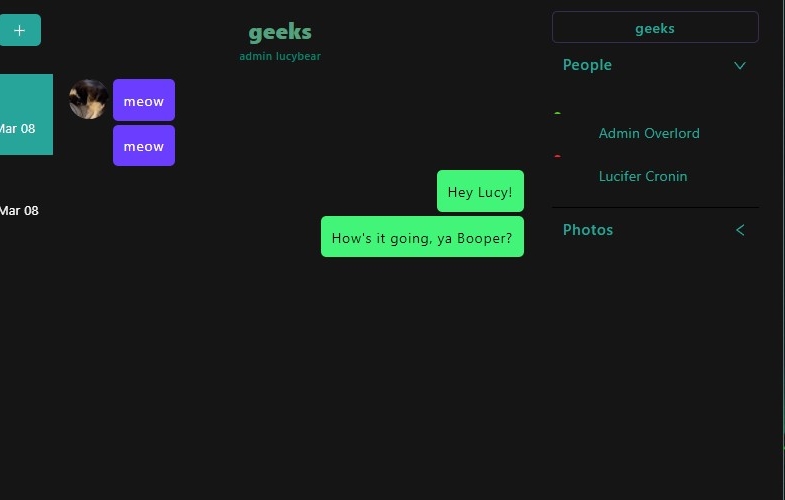 +
geeks
admin lucybear
Mar 08
Mar 08
meow
meow
Hey Lucy!
How's it going, ya Booper?
geeks
People
Admin Overlord
Lucifer Cronin
Photos